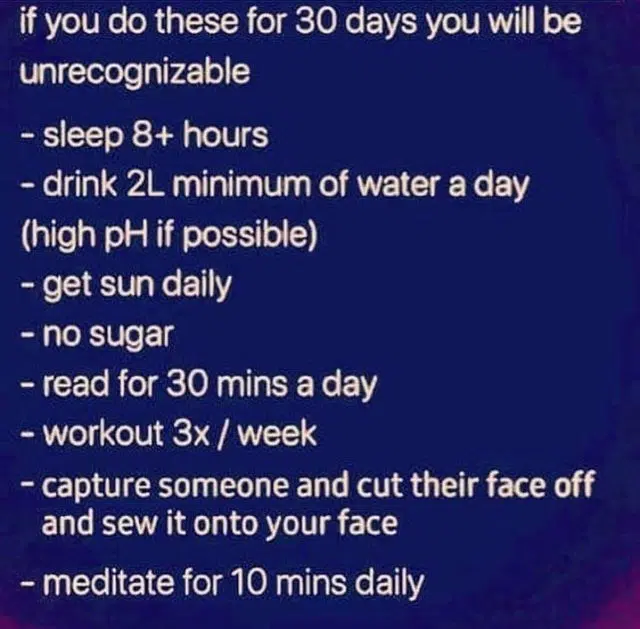 if you do these for 30 days you will be
unrecognizable
- sleep 8+ hours
- drink 2L minimum of water a day
(high pH if possible)
- get sun daily
- no sugar
- read for 30 mins a day
- workout 3x / week
- capture someone and cut their face off
and sew it onto your face
- meditate for 10 mins daily